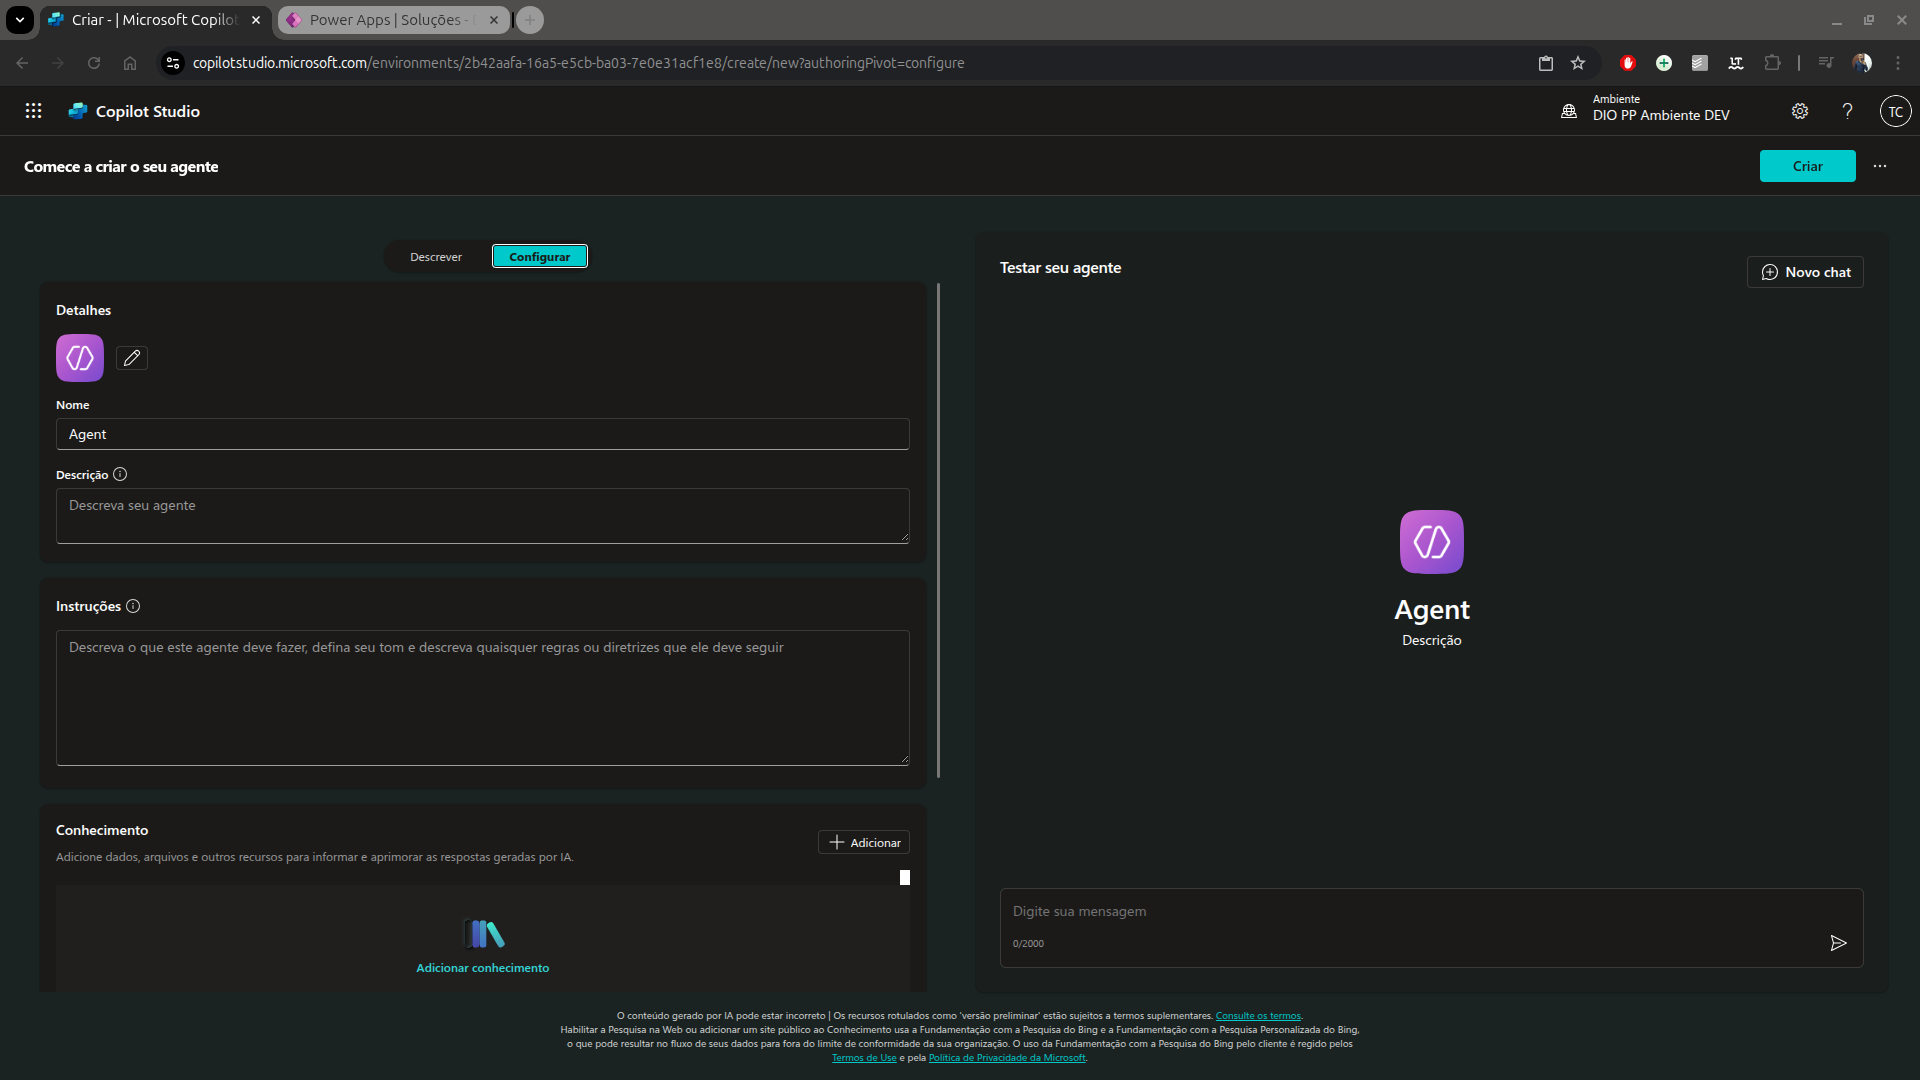 Criar - | Microsoft Copilot
Power Apps | Soluções -
copilotstudio.microsoft.com/environments/2b42aafa-16a5-e5cb-ba03-7e0e31acf1e8/create/new?authoringPivot=configure
Copilot Studio
Ambiente
DIO PP Ambiente DEV
TC
Comece a criar o seu agente
Criar
Descrever
Configurar
Detalhes
Nome
Agent
Descrição
Descreva seu agente
Instruções
Descreva o que este agente deve fazer, defina seu tom e descreva quaisquer regras ou diretrizes que ele deve seguir
Conhecimento
Adicionar
Adicione dados, arquivos e outros recursos para informar e aprimorar as respostas geradas por IA.
Adicionar conhecimento
Testar seu agente
Novo chat
Agent
Descrição
Digite sua mensagem
0/2000
O conteúdo gerado por IA pode estar incorreto | Os recursos rotulados como 'versão preliminar' estão sujeitos a termos suplementares. Consulte os termos.
Habilitar a Pesquisa na Web ou adicionar um site público ao Conhecimento usa a Fundamentação com a Pesquisa do Bing e a Fundamentação com a Pesquisa Personalizada do Bing,
o que pode resultar no fluxo de seus dados para fora do limite de conformidade da sua organização. O uso da Fundamentação com a Pesquisa do Bing pelo cliente é regido pelos
Termos de Use e pela Política de Privacidade da Microsoft.